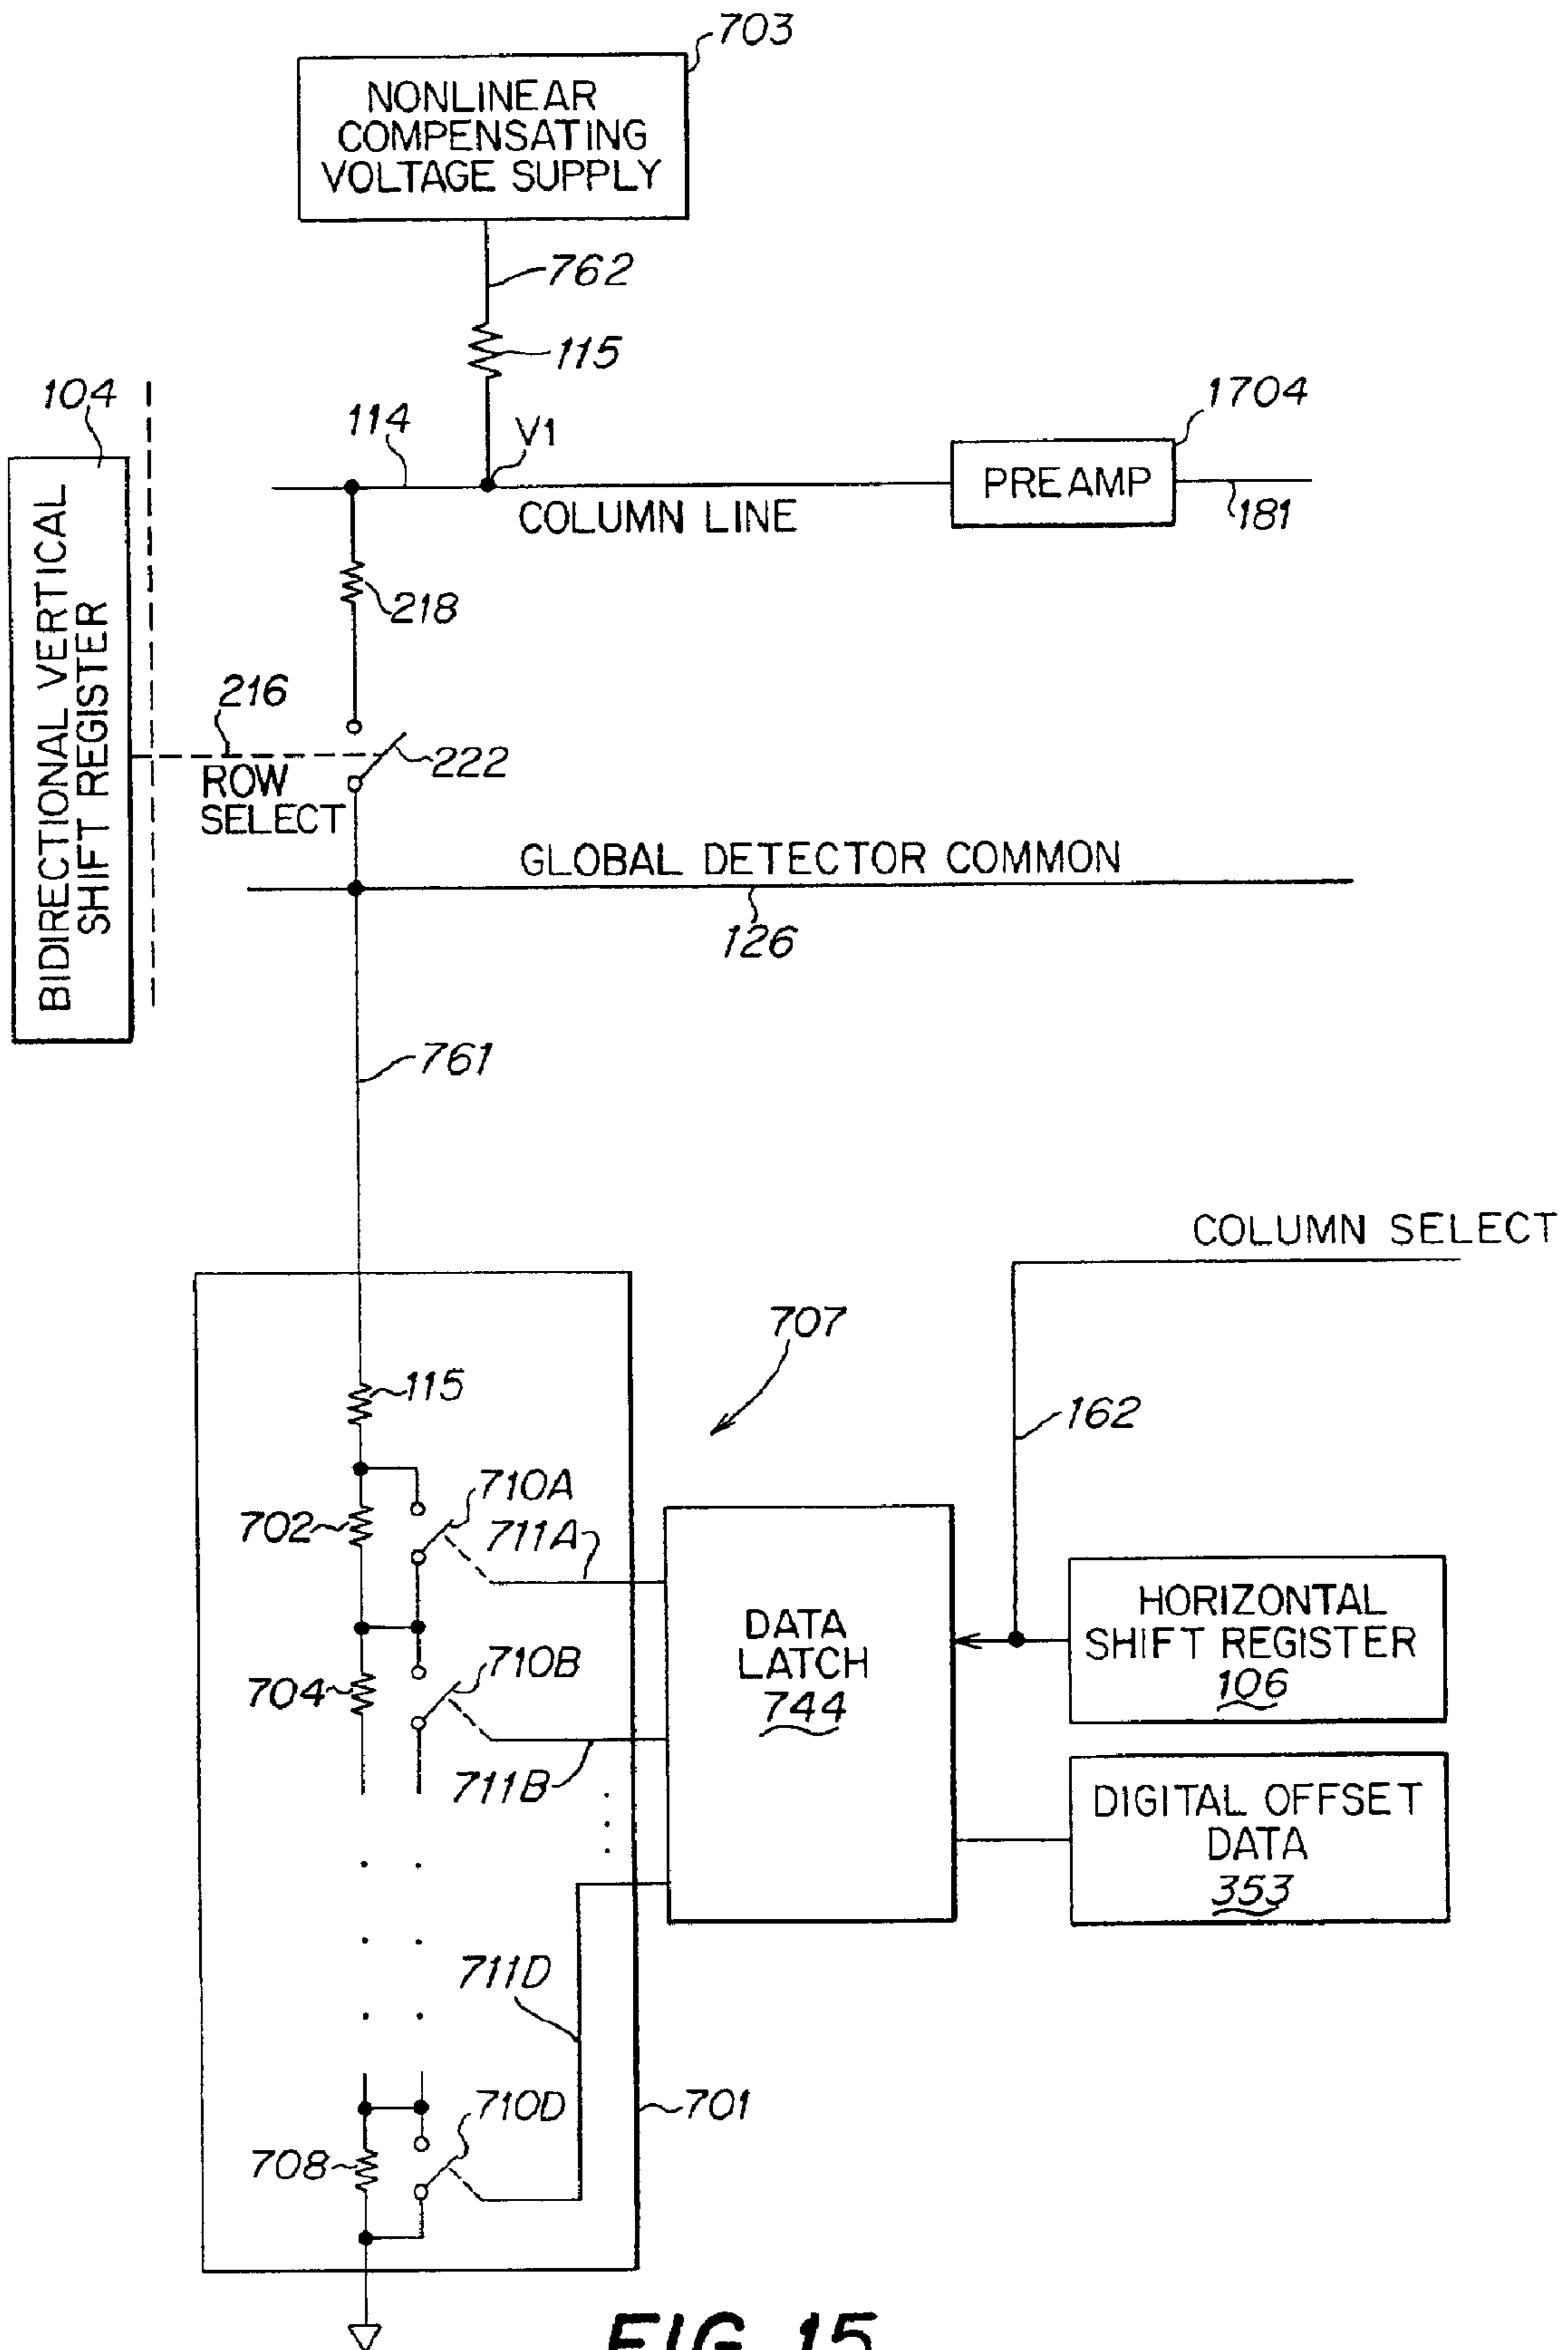 703
NONLINEAR
COMPENSATING
VOLTAGE SUPPLY
762
115
104
114
V1
1704
PREAMP
181
COLUMN LINE
BIDIRECTIONAL VERTICAL
SHIFT REGISTER
218
216
222
ROW
SELECT
GLOBAL DETECTOR COMMON
126
761
COLUMN SELECT
707
115
162
710A
702
711A
HORIZONTAL
SHIFT REGISTER
106
DATA
LATCH
744
710B
704
711B
DIGITAL OFFSET
DATA
353
711D
710D
701
708
FIG. 15